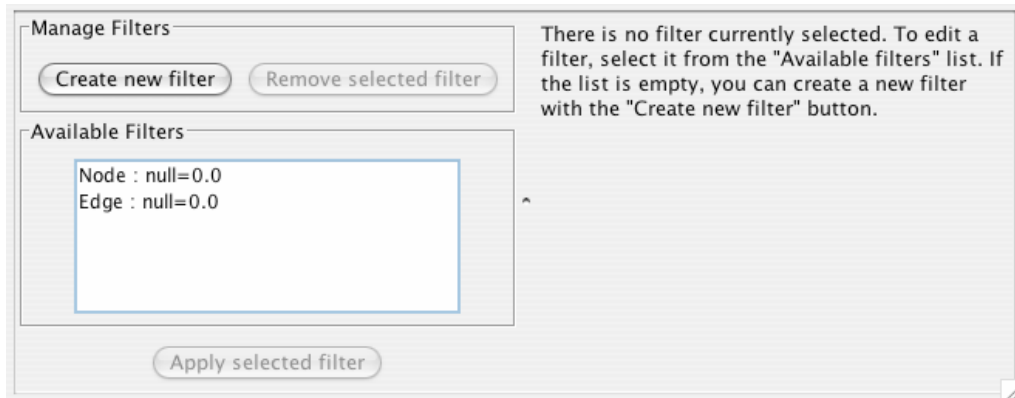 Manage Filters
Create new filter Remove selected filter
Available Filters
Node : null=0.0
Edge : null=0.0
Apply selected filter
There is no filter currently selected. To edit a
filter, select it from the "Available filters" list. If
the list is empty, you can create a new filter
with the "Create new filter" button.